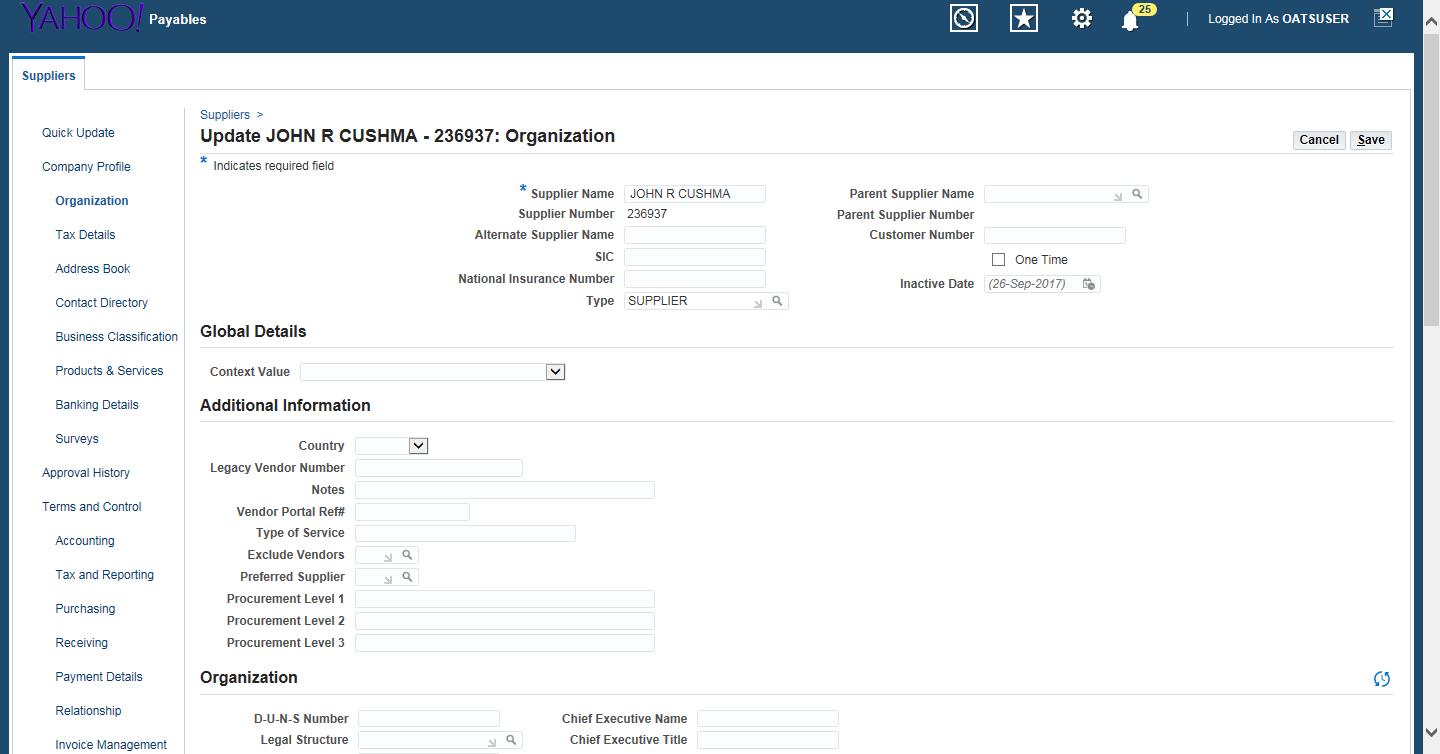 YAHOO! Payables
25
Logged In As OATSUSER
Suppliers
Quick Update
Company Profile
Organization
Tax Details
Address Book
Contact Directory
Business Classification
Products & Services
Banking Details
Surveys
Approval History
Terms and Control
Accounting
Tax and Reporting
Purchasing
Receiving
Payment Details
Relationship
Invoice Management
Suppliers >
Update JOHN R CUSHMA - 236937: Organization
Cancel Save
* Indicates required field
* Supplier Name JOHN R CUSHMA
Supplier Number 236937
Alternate Supplier Name
SIC
National Insurance Number
Type SUPPLIER
Parent Supplier Name
Parent Supplier Number
Customer Number
One Time
Inactive Date (26-Sep-2017)
Global Details
Context Value
Additional Information
Country
Legacy Vendor Number
Notes
Vendor Portal Ref#
Type of Service
Exclude Vendors
Preferred Supplier
Procurement Level 1
Procurement Level 2
Procurement Level 3
Organization
D-U-N-S Number
Legal Structure
Chief Executive Name
Chief Executive Title